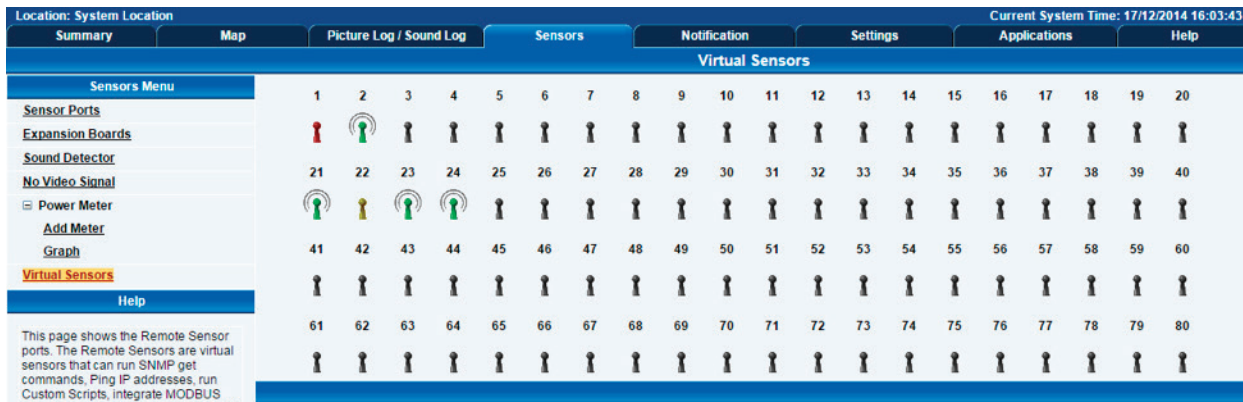 Location: System Location Current System Time: 17/12/2014 16:03:43
Summary Map Picture Log / Sound Log Sensors Notification Settings Applications Help
Virtual Sensors
Sensors Menu
Sensor Ports
Expansion Boards
Sound Detector
No Video Signal
Power Meter
Add Meter
Graph
Virtual Sensors
Help
This page shows the Remote Sensor
ports. The Remote Sensors are virtual
sensors that can run SNMP get
commands, Ping IP addresses, run
Custom Scripts, integrate MODBUS
1 2 3 4 5 6 7 8 9 10 11 12 13 14 15 16 17 18 19 20
21 22 23 24 25 26 27 28 29 30 31 32 33 34 35 36 37 38 39 40
41 42 43 44 45 46 47 48 49 50 51 52 53 54 55 56 57 58 59 60
61 62 63 64 65 66 67 68 69 70 71 72 73 74 75 76 77 78 79 80